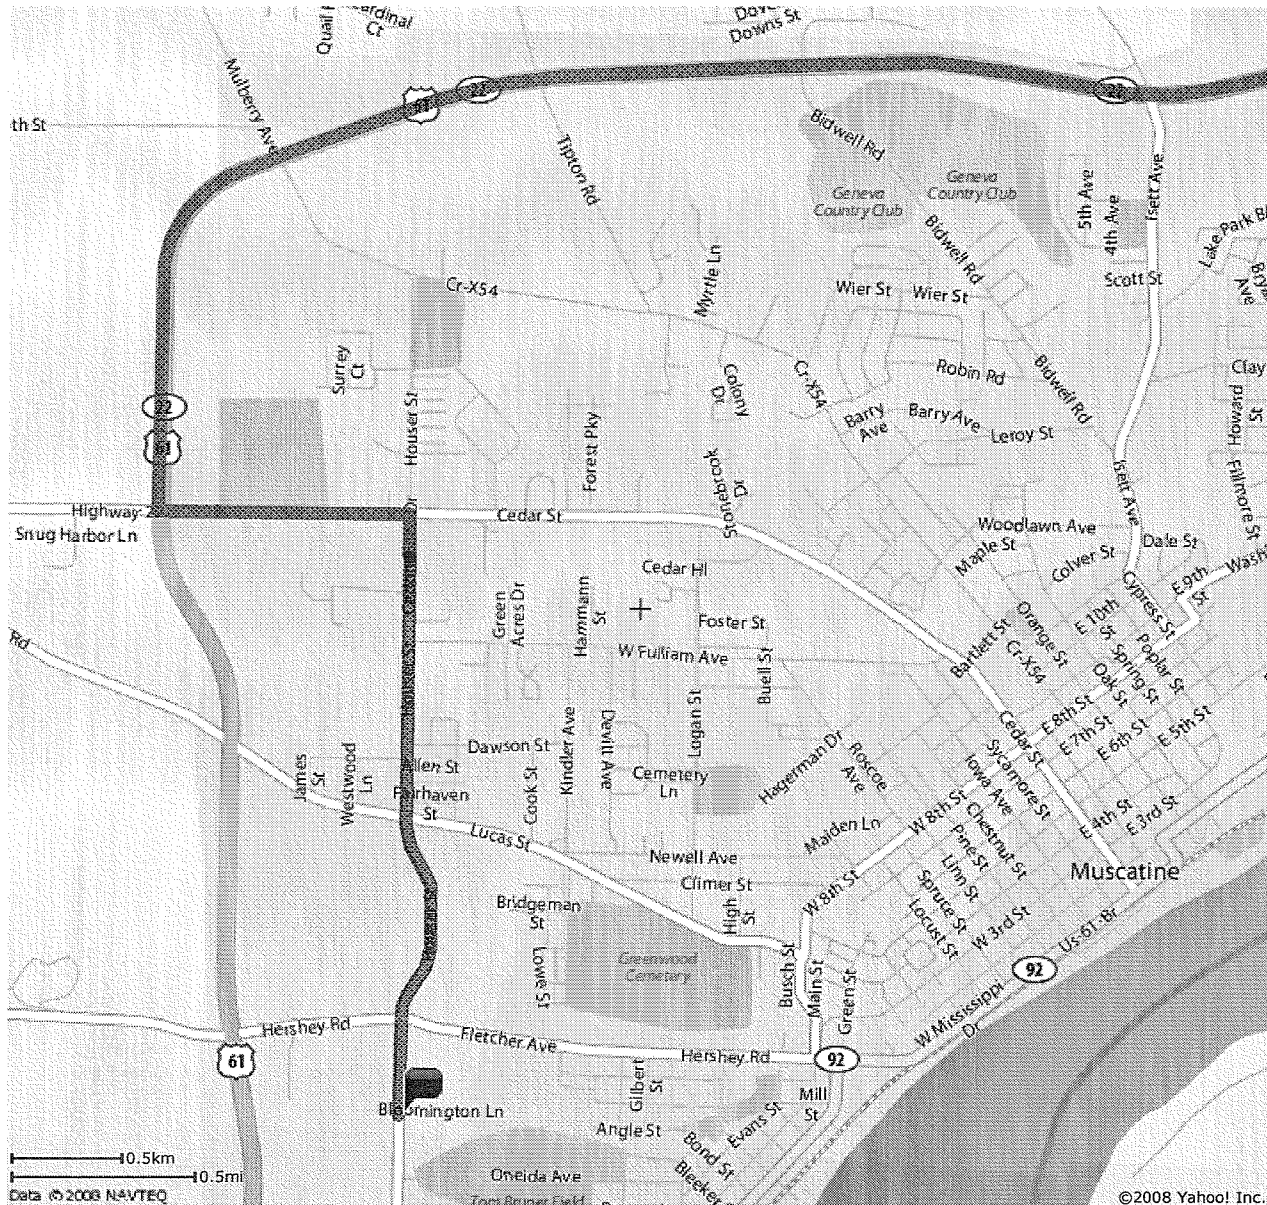 Cardinal
Ct
Downs St
Mulberry Ave
61
22
22
th St
Tipton Rd
Bidwell Rd
Geneva
Country Club
Geneva
Country Club
5th Ave
4th Ave
Isett Ave
Lake Park
Bidwell Rd
Scott St
Myrtle Ln
Cr-X54
Wier St
Wier St
Surrey
Ct
Houser St
Forest Pky
Colony
Dr
Cr-X54
Robin Rd
Bidwell Rd
Clay
Howard
St
Barry
Ave
Barry Ave
Leroy St
22
61
Stonebrook
Dr
Isett Ave
Fillmore St
Highway 2
Cedar St
Snug Harbor Ln
Woodlawn Ave
Maple St
Colver St
Dale St
Cedar Hl
E 9th
St
Wash
Cypress St
Green
Acres Dr
Hammann
St
Foster St
E 10th
St
Orange St
Bartlett St
Cr-X54
Poplar St
Spring St
Oak St
Rd
W Fulliam Ave
Buell St
Logan St
Kindler Ave
Dewitt Ave
Cedar St
E 8th St
E 7th St
E 6th St
E 5th St
Dawson St
James
St
Westwood
Ln
Allen St
Fairhaven
St
Cook St
Cemetery
Ln
Hagerman Dr
Roscoe
Ave
Iowa Ave
Sycamore St
Lucas St
Maiden Ln
W 8th St
Chestnut St
Pine St
Linn St
E 4th St
E 3rd St
Newell Ave
Climer St
Muscatine
Bridgeman
St
High
St
W 8th St
Spruce St
Locust St
W 3rd St
Us-61-Br
Lowe St
Greenwood
Cemetery
Busch St
Main St
Green St
92
W Mississippi
Dr
Hershey Rd
Fletcher Ave
Hershey Rd
92
61
Gilbert
St
Mill
St
Bloomington Ln
Angle St
Evans St
Bond St
Bleeker
0.5km
0.5mi
Oneida Ave
Tom Bruner Field
Data © 2008 NAVTEQ
©2008 Yahoo! Inc.